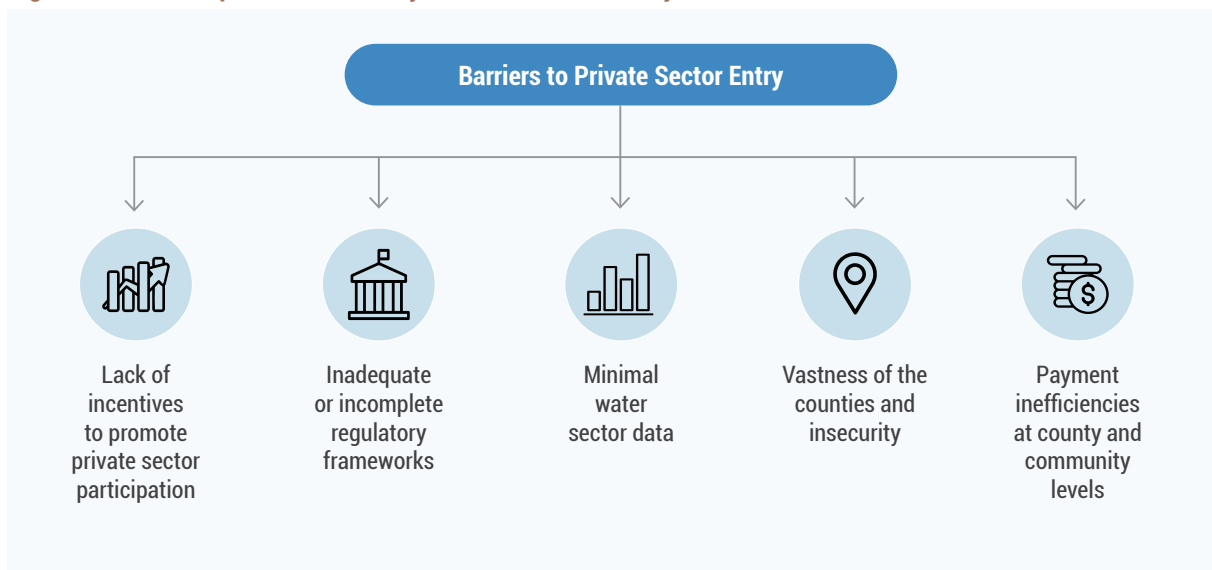 Barriers to Private Sector Entry
Lack of
incentives
to promote
private sector
participation
Inadequate
or incomplete
regulatory
frameworks
Minimal
water
sector data
Vastness of the
counties and
insecurity
Payment
inefficiencies
at county and
community
levels
$